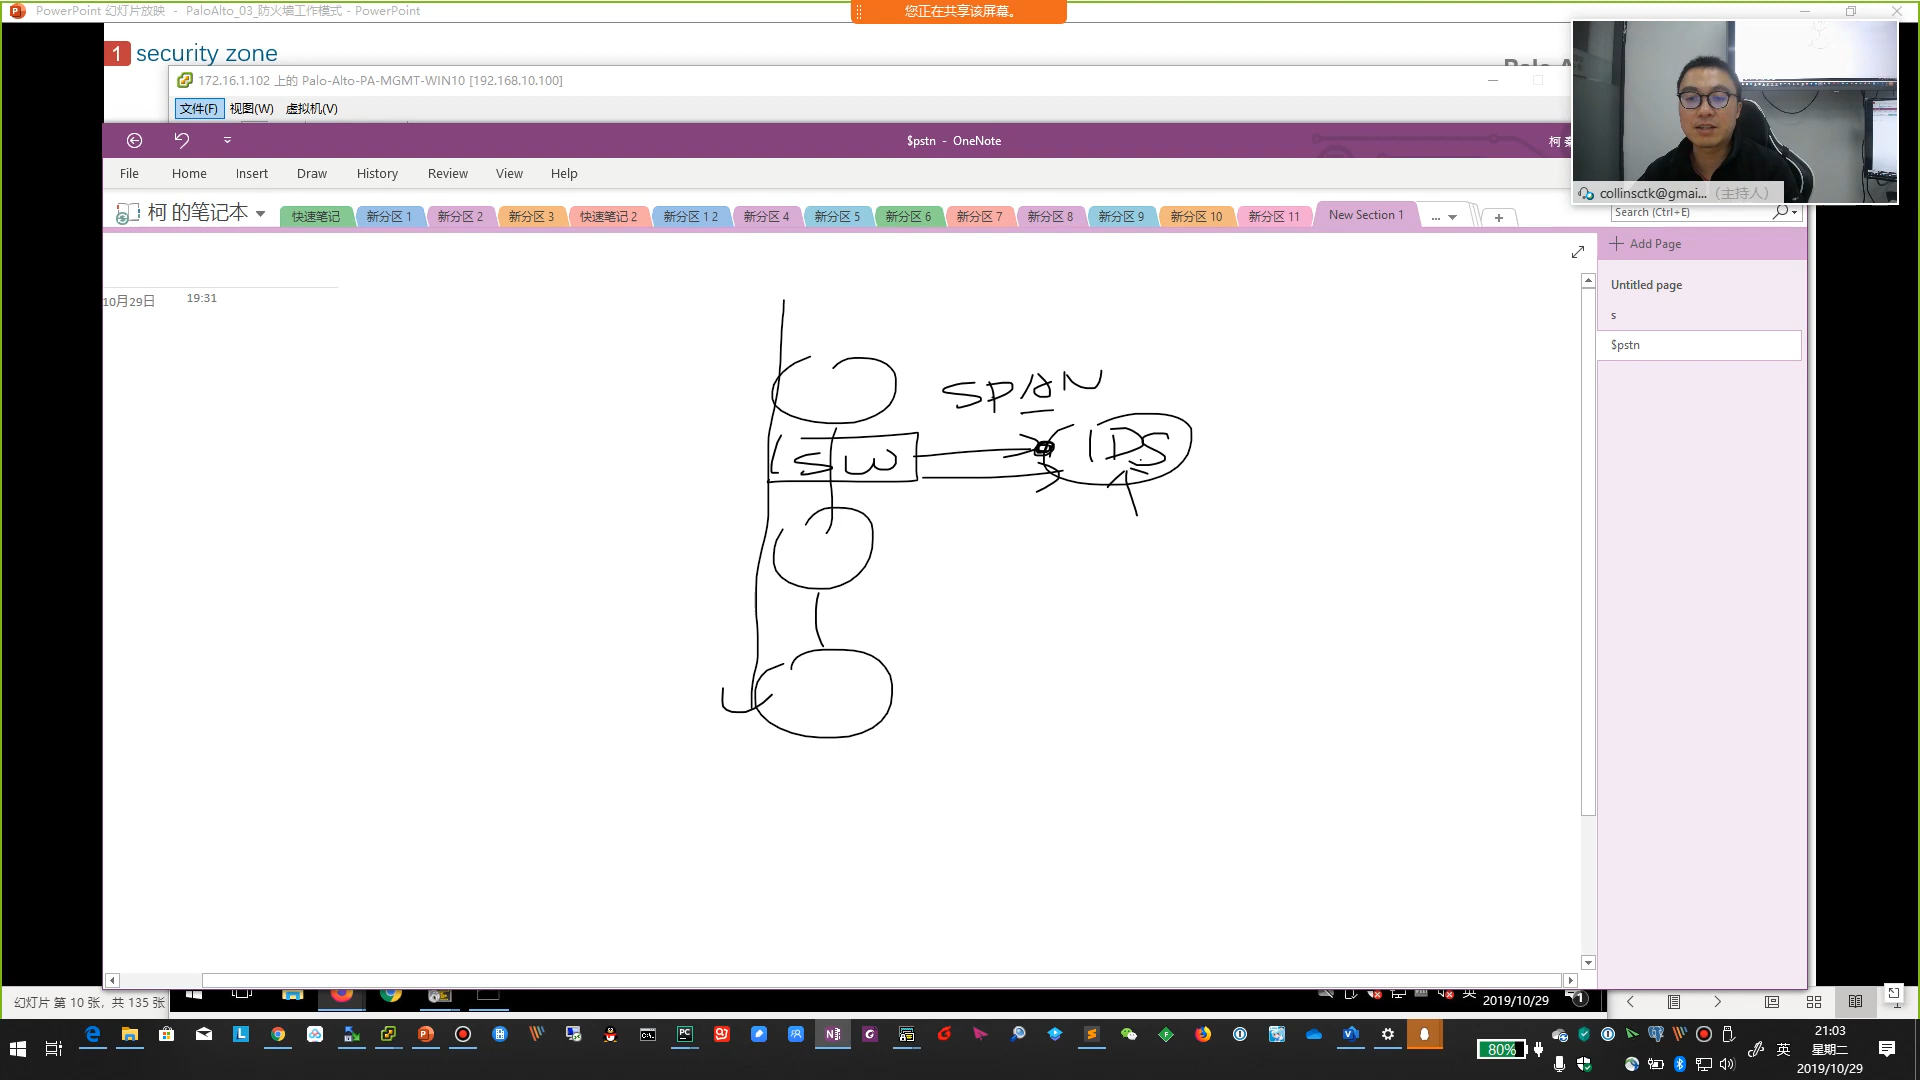 PowerPoint 幻灯片放映 - PaloAlto_03_防火墙工作模式 - PowerPoint
您正在共享该屏幕。
1 security zone
172.16.1.102 上的 Palo-Alto-PA-MGMT-WIN10 [192.168.10.100]
文件(F) 视图(W) 虚拟机(V)
$pstn - OneNote
柯
File Home Insert Draw History Review View Help
collinsctk@gmai... (主持人)
柯 的笔记本
快速笔记 新分区 1 新分区 2 新分区 3 快速笔记 2 新分区 1 2 新分区 4 新分区 5 新分区 6 新分区 7 新分区 8 新分区 9 新分区 10 新分区 11 New Section 1 ...
Search (Ctrl+E)
Add Page
Untitled page
s
$pstn
10月29日 19:31
SPAN
IDS
SW
幻灯片 第 10 张，共 135 张
英
2019/10/29
1
80%
英
21:03
星期二
2019/10/29